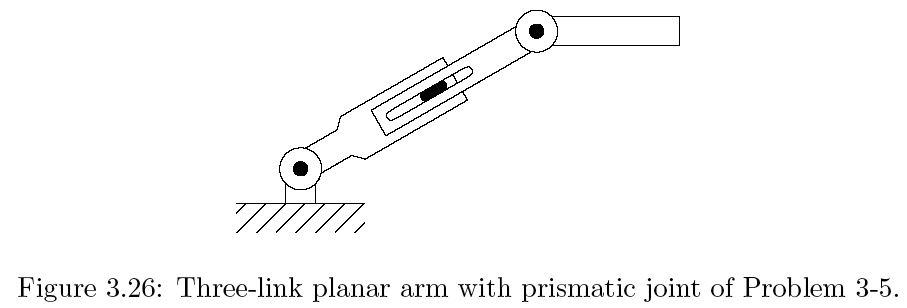 Figure 3.26: Three-link planar arm with prismatic joint of Problem 3-5.